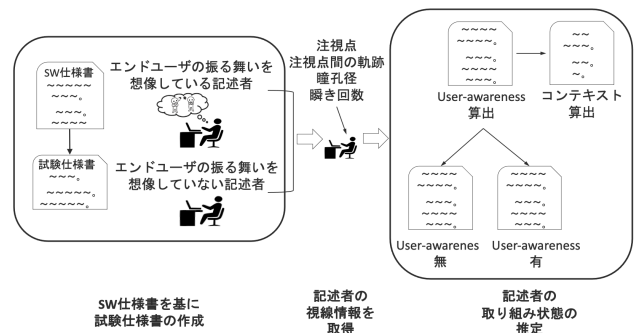 SW仕様書
~~~~~
~~~。
~~~。
~~~~
試験仕様書
~~~。
~~~~~。
~~~~~。
エンドユーザの振る舞いを
想像している記述者
エンドユーザの振る舞いを
想像していない記述者
SW仕様書を基に
試験仕様書の作成
注視点
注視点間の軌跡
瞳孔径
瞬き回数
記述者の
視線情報を
取得
~~~~
~~~~。
~~~。
~~~~
~~~~。
User-awareness
算出
~~
~~。
~~
~。
コンテキスト
算出
~~~~
~~~~。
~~~。
~~~~
~~~~。
User-awarenes
無
~~~~
~~~~。
~~~。
~~~~
~~~~。
User-awareness
有
記述者の
取り組み状態の
推定